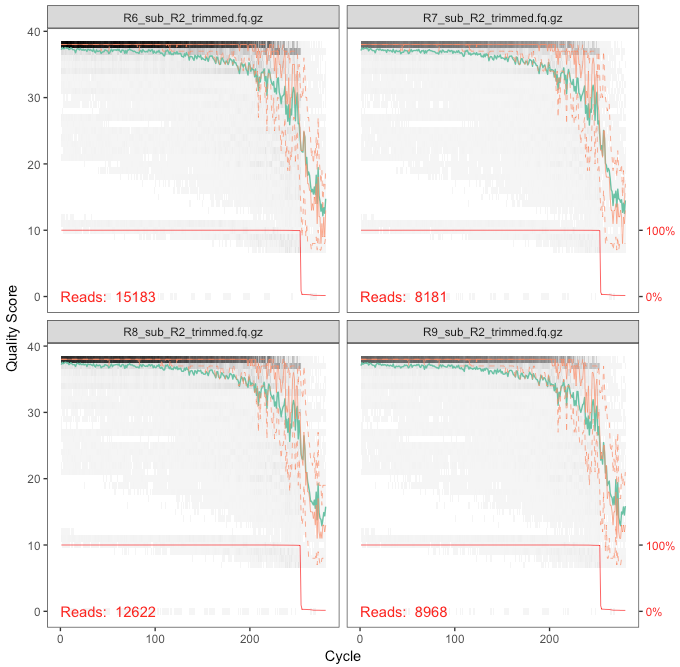 R6_sub_R2_trimmed.fq.gz
R7_sub_R2_trimmed.fq.gz
40
30
20
10
0
Reads: 15183
Reads: 8181
100%
0%
R8_sub_R2_trimmed.fq.gz
R9_sub_R2_trimmed.fq.gz
40
30
20
10
0
Reads: 12622
Reads: 8968
100%
0%
0
100
200
0
100
200
Cycle
Quality Score